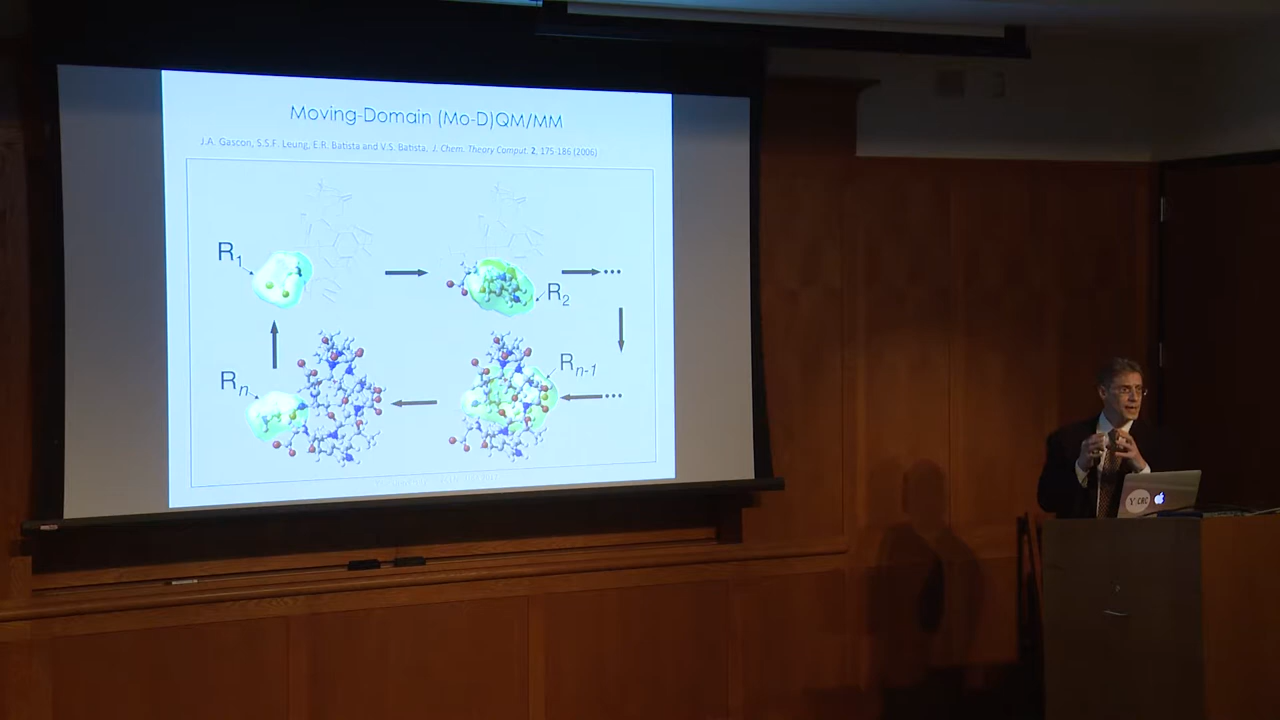 Moving-Domain (Mo-D)QM/MM
J.A. Gascon, S.S.F. Leung, E.R. Batista and V.S. Batista, J. Chem. Theory Comput. 2, 175-186 (2006)
R1
R2
Rn-1
Rn